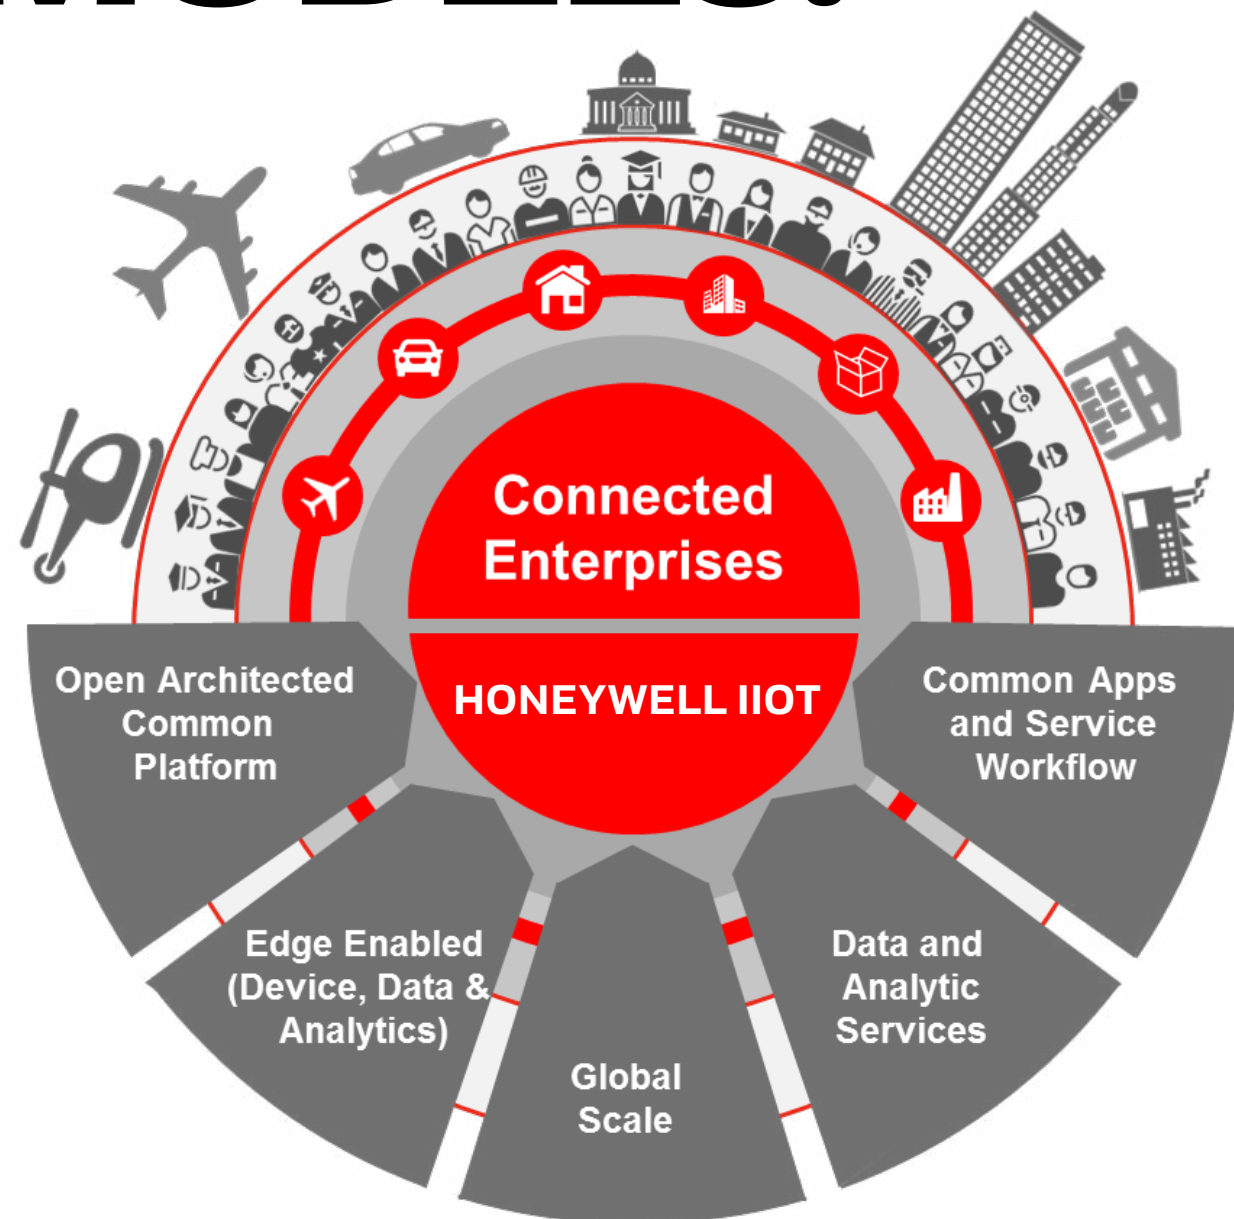 Connected
Enterprises
HONEYWELL IIOT
Open Architected
Common
Platform
Edge Enabled
(Device, Data &
Analytics)
Global
Scale
Data and
Analytic
Services
Common Apps
and Service
Workflow